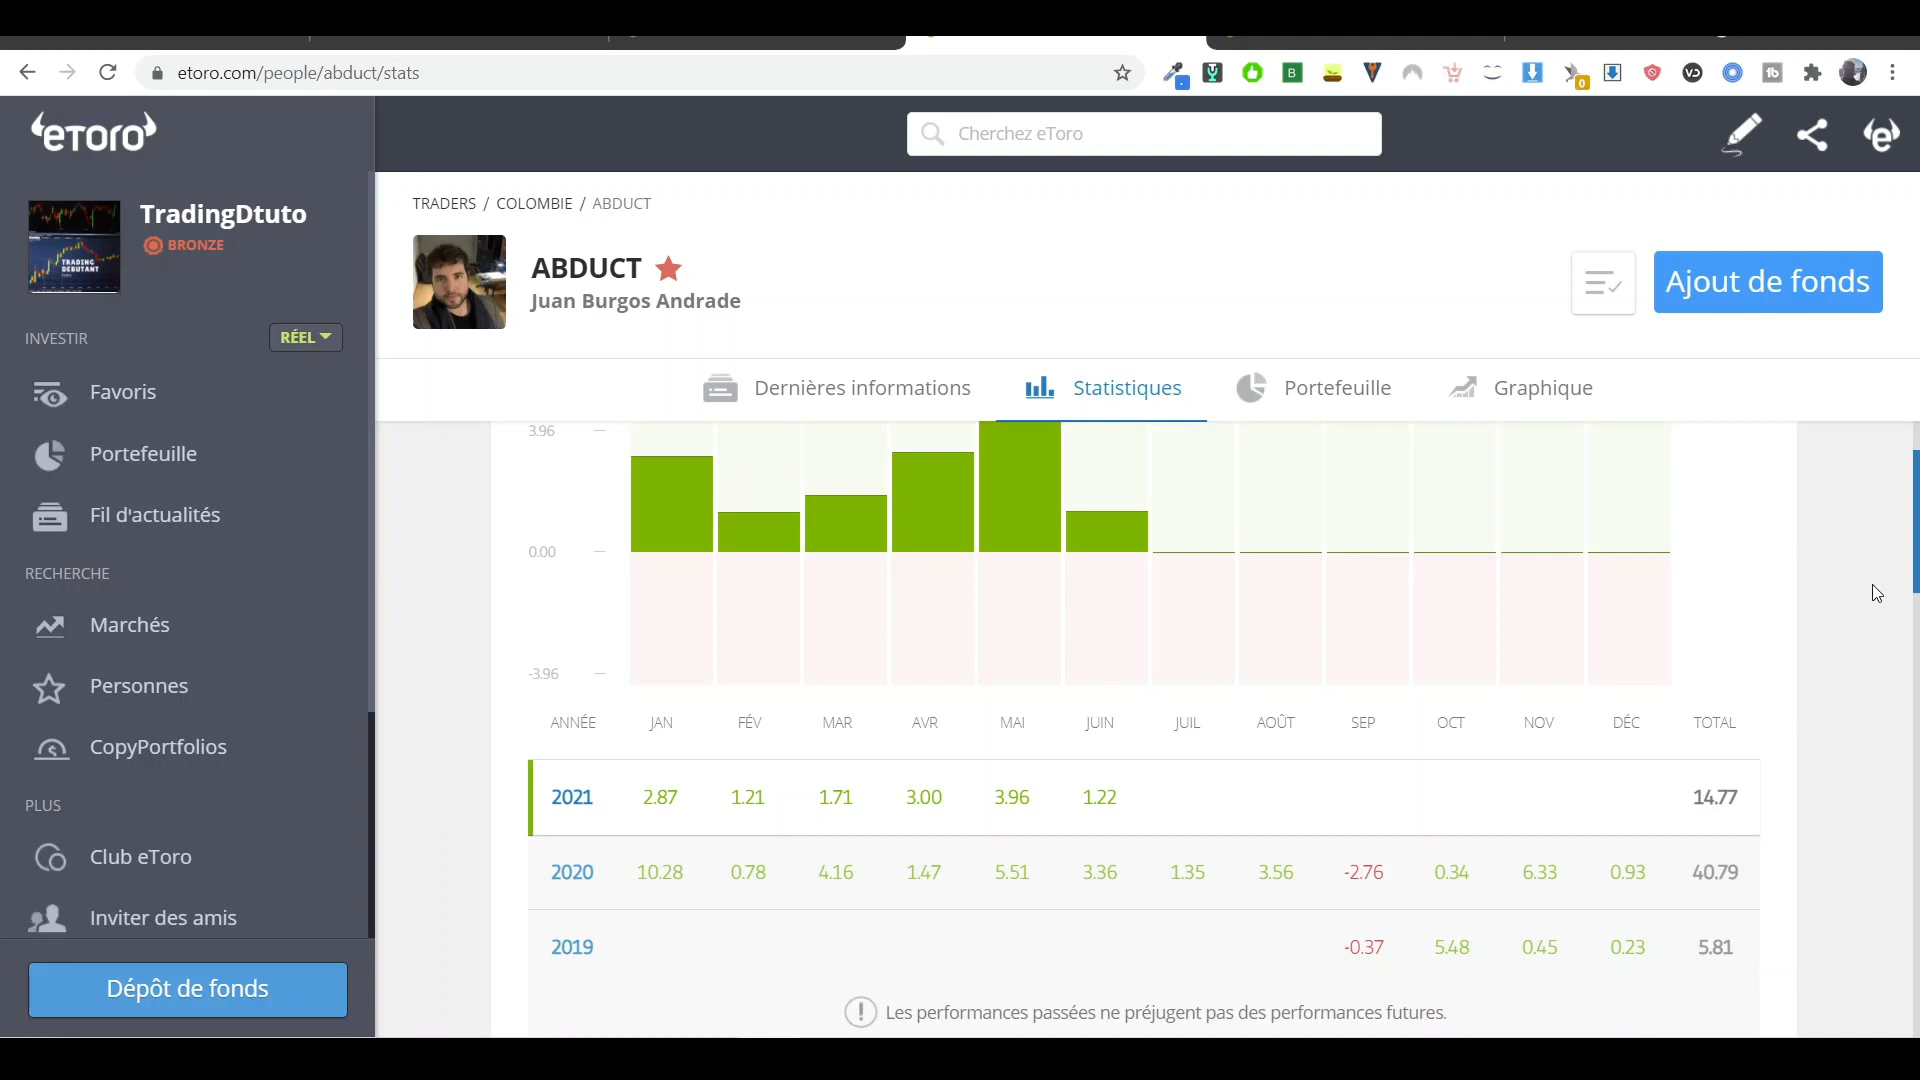 etoro.com/people/abduct/stats
B
0
VD
tb
eToro
Cherchez eToro
e
TradingDtuto
BRONZE
TRADING
DEBUTANT
INVESTIR
RÉEL
Favoris
Portefeuille
Fil d'actualités
RECHERCHE
Marchés
Personnes
CopyPortfolios
PLUS
Club eToro
Inviter des amis
Dépôt de fonds
TRADERS / COLOMBIE / ABDUCT
ABDUCT
Juan Burgos Andrade
Ajout de fonds
Dernières informations
Statistiques
Portefeuille
Graphique
3.96
0.00
-3.96
ANNÉE JAN FÉV MAR AVR MAI JUIN JUIL AOÛT SEP OCT NOV DÉC TOTAL
2021 2.87 1.21 1.71 3.00 3.96 1.22 14.77
2020 10.28 0.78 4.16 1.47 5.51 3.36 1.35 3.56 -2.76 0.34 6.33 0.93 40.79
2019 -0.37 5.48 0.45 0.23 5.81
Les performances passées ne préjugent pas des performances futures.